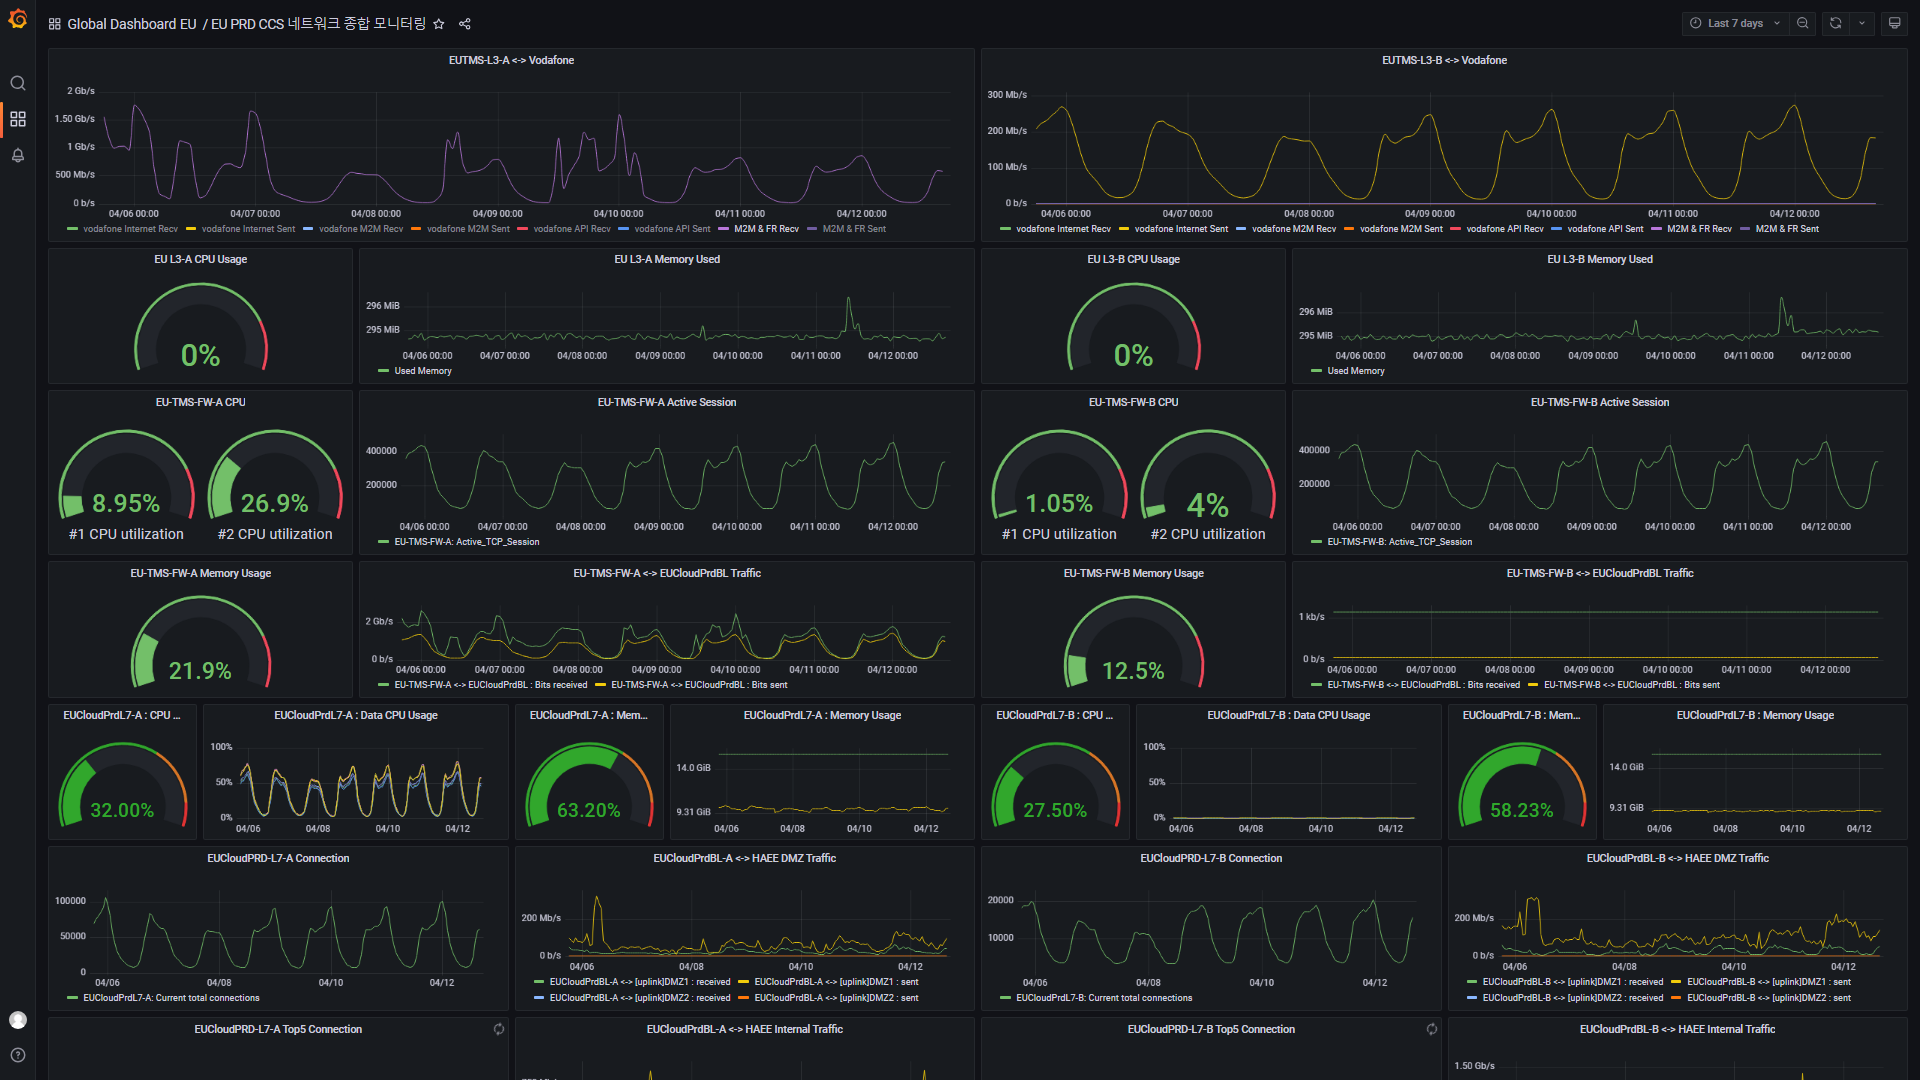 Global Dashboard EU / EU PRD CCS 네트워크 종합 모니터링
Last 7 days
EUTMS-L3-A <-> Vodafone
2 Gb/s
1.50 Gb/s
1 Gb/s
500 Mb/s
0 b/s
04/06 00:00 04/07 00:00 04/08 00:00 04/09 00:00 04/10 00:00 04/11 00:00 04/12 00:00
vodafone Internet Recv vodafone Internet Sent vodafone M2M Recv vodafone M2M Sent vodafone API Recv vodafone API Sent M2M & FR Recv M2M & FR Sent
EUTMS-L3-B <-> Vodafone
300 Mb/s
200 Mb/s
100 Mb/s
0 b/s
04/06 00:00 04/07 00:00 04/08 00:00 04/09 00:00 04/10 00:00 04/11 00:00 04/12 00:00
vodafone Internet Recv vodafone Internet Sent vodafone M2M Recv vodafone M2M Sent vodafone API Recv vodafone API Sent M2M & FR Recv M2M & FR Sent
EU L3-A CPU Usage
0%
EU L3-A Memory Used
296 MiB
295 MiB
04/06 00:00 04/07 00:00 04/08 00:00 04/09 00:00 04/10 00:00 04/11 00:00 04/12 00:00
Used Memory
EU L3-B CPU Usage
0%
EU L3-B Memory Used
296 MiB
295 MiB
04/06 00:00 04/07 00:00 04/08 00:00 04/09 00:00 04/10 00:00 04/11 00:00 04/12 00:00
Used Memory
EU-TMS-FW-A CPU
8.95% 26.9%
#1 CPU utilization #2 CPU utilization
EU-TMS-FW-A Active Session
400000
200000
04/06 00:00 04/07 00:00 04/08 00:00 04/09 00:00 04/10 00:00 04/11 00:00 04/12 00:00
EU-TMS-FW-A: Active_TCP_Session
EU-TMS-FW-B CPU
1.05% 4%
#1 CPU utilization #2 CPU utilization
EU-TMS-FW-B Active Session
400000
200000
04/06 00:00 04/07 00:00 04/08 00:00 04/09 00:00 04/10 00:00 04/11 00:00 04/12 00:00
EU-TMS-FW-B: Active_TCP_Session
EU-TMS-FW-A Memory Usage
21.9%
EU-TMS-FW-A <-> EUCloudPrdBL Traffic
2 Gb/s
0 b/s
04/06 00:00 04/07 00:00 04/08 00:00 04/09 00:00 04/10 00:00 04/11 00:00 04/12 00:00
EU-TMS-FW-A <-> EUCloudPrdBL : Bits received EU-TMS-FW-A <-> EUCloudPrdBL : Bits sent
EU-TMS-FW-B Memory Usage
12.5%
EU-TMS-FW-B <-> EUCloudPrdBL Traffic
1 kb/s
0 b/s
04/06 00:00 04/07 00:00 04/08 00:00 04/09 00:00 04/10 00:00 04/11 00:00 04/12 00:00
EU-TMS-FW-B <-> EUCloudPrdBL : Bits received EU-TMS-FW-B <-> EUCloudPrdBL : Bits sent
EUCloudPrdL7-A : CPU ...
32.00%
EUCloudPrdL7-A : Data CPU Usage
100%
50%
0%
04/06 04/08 04/10 04/12
EUCloudPrdL7-A : Mem...
63.20%
EUCloudPrdL7-A : Memory Usage
14.0 GiB
9.31 GiB
04/06 04/08 04/10 04/12
EUCloudPrdL7-B : CPU ...
27.50%
EUCloudPrdL7-B : Data CPU Usage
100%
50%
0%
04/06 04/08 04/10 04/12
EUCloudPrdL7-B : Mem...
58.23%
EUCloudPrdL7-B : Memory Usage
14.0 GiB
9.31 GiB
04/06 04/08 04/10 04/12
EUCloudPRD-L7-A Connection
100000
50000
0
04/06 04/08 04/10 04/12
EUCloudPrdL7-A: Current total connections
EUCloudPrdBL-A <-> HAEE DMZ Traffic
200 Mb/s
0 b/s
04/06 04/08 04/10 04/12
EUCloudPrdBL-A <-> [uplink]DMZ1 : received EUCloudPrdBL-A <-> [uplink]DMZ1 : sent
EUCloudPrdBL-A <-> [uplink]DMZ2 : received EUCloudPrdBL-A <-> [uplink]DMZ2 : sent
EUCloudPRD-L7-B Connection
20000
10000
04/06 04/08 04/10 04/12
EUCloudPrdL7-B: Current total connections
EUCloudPrdBL-B <-> HAEE DMZ Traffic
200 Mb/s
0 b/s
04/06 04/08 04/10 04/12
EUCloudPrdBL-B <-> [uplink]DMZ1 : received EUCloudPrdBL-B <-> [uplink]DMZ1 : sent
EUCloudPrdBL-B <-> [uplink]DMZ2 : received EUCloudPrdBL-B <-> [uplink]DMZ2 : sent
EUCloudPRD-L7-A Top5 Connection
EUCloudPrdBL-A <-> HAEE Internal Traffic
EUCloudPRD-L7-B Top5 Connection
EUCloudPrdBL-B <-> HAEE Internal Traffic
1.50 Gb/s